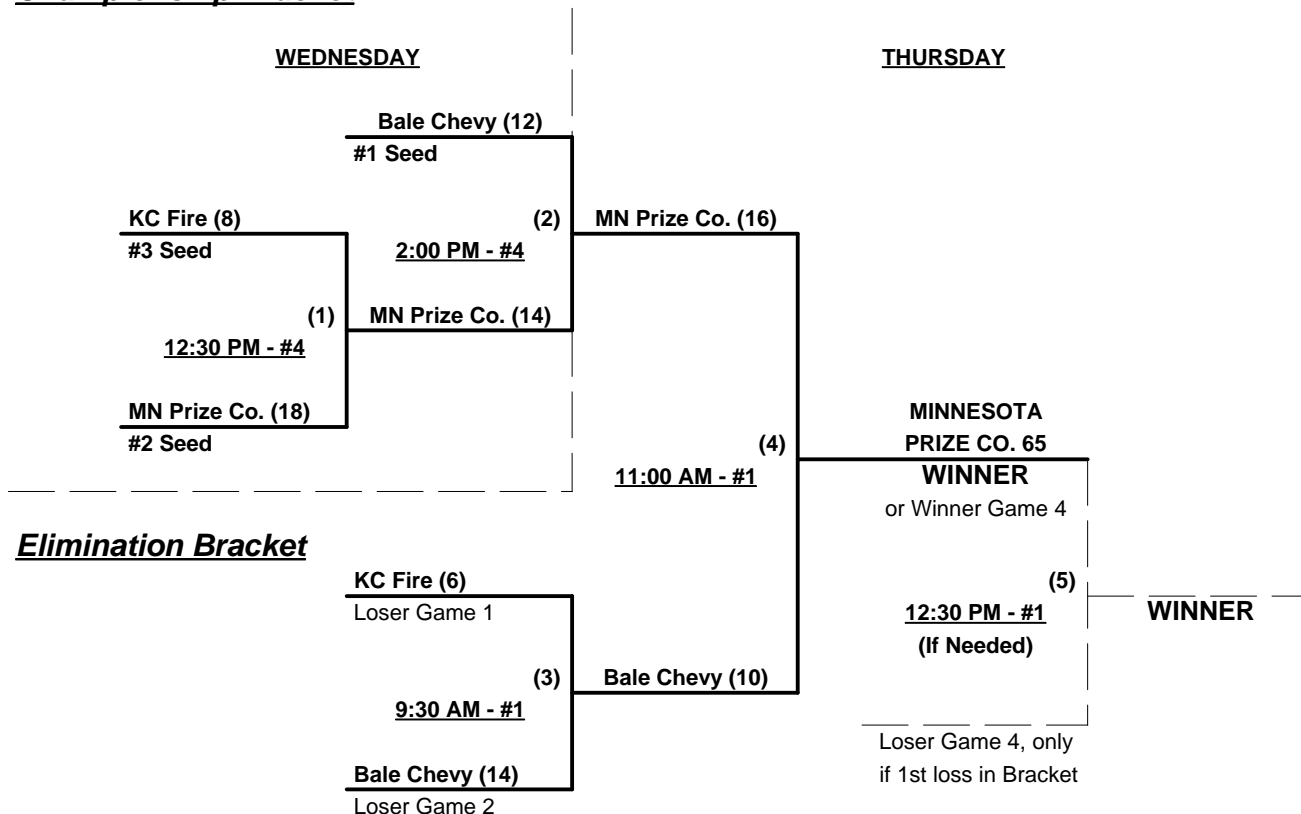 WEDNESDAY
THURSDAY
Bale Chevy (12)
#1 Seed
KC Fire (8)
#3 Seed
(2)
2:00 PM - #4
MN Prize Co. (16)
(1)
12:30 PM - #4
MN Prize Co. (14)
MN Prize Co. (18)
#2 Seed
(4)
11:00 AM - #1
MINNESOTA
PRIZE CO. 65
WINNER
or Winner Game 4
Elimination Bracket
KC Fire (6)
Loser Game 1
(5)
12:30 PM - #1
(If Needed)
WINNER
(3)
9:30 AM - #1
Bale Chevy (10)
Loser Game 4, only
if 1st loss in Bracket
Bale Chevy (14)
Loser Game 2